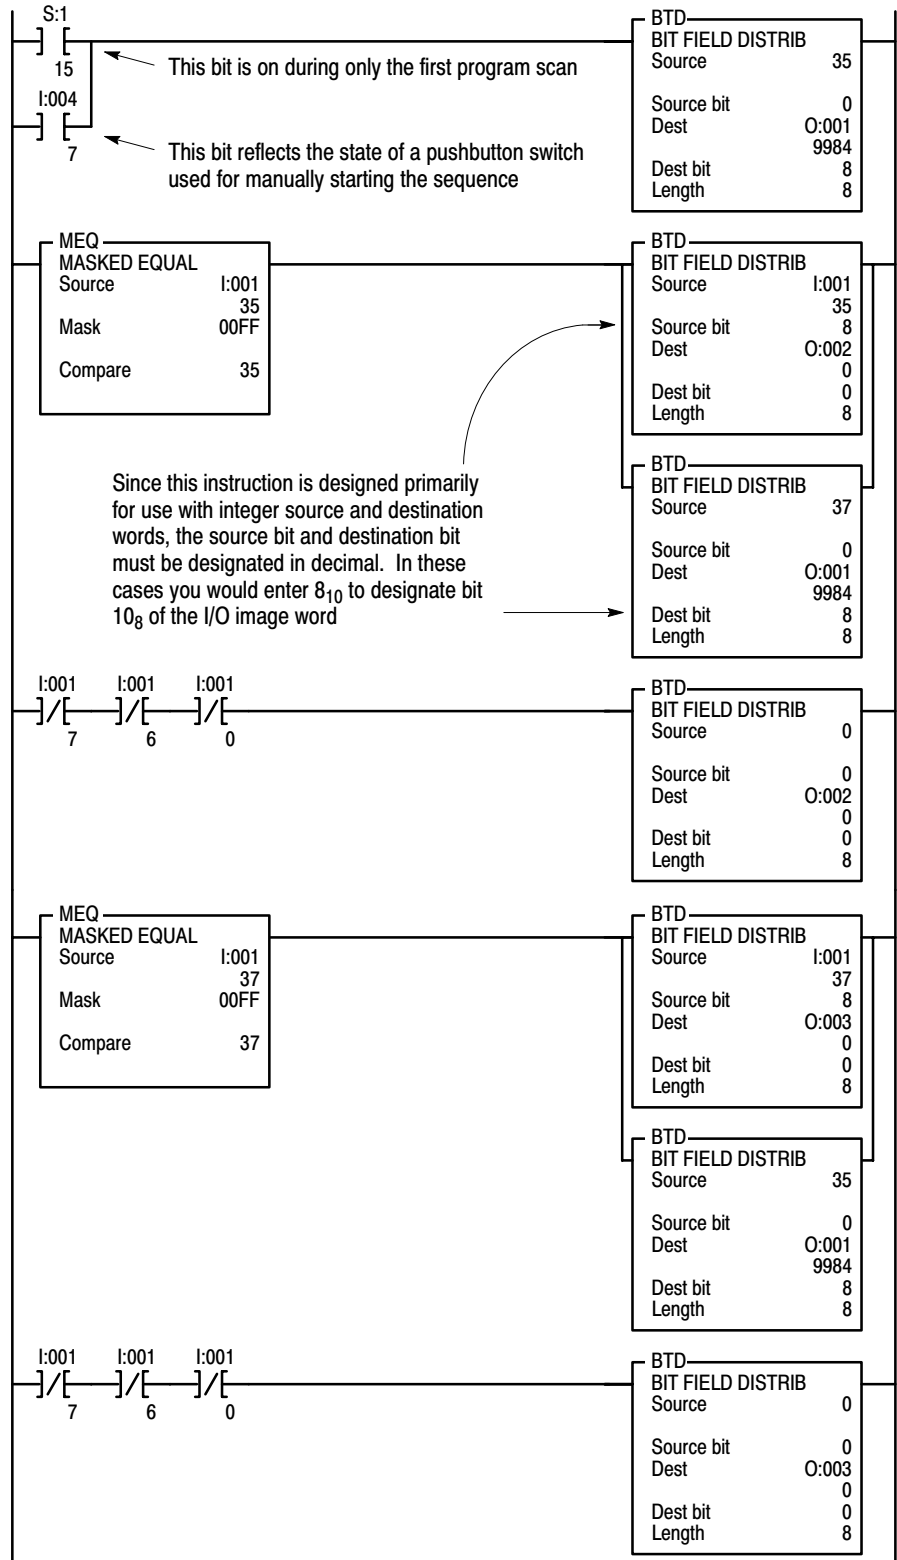 S:1
15
I:004
7
This bit is on during only the first program scan
This bit reflects the state of a pushbutton switch
used for manually starting the sequence
BTD
BIT FIELD DISTRIB
Source 35
Source bit 0
Dest O:001
9984
Dest bit 8
Length 8
MEQ
MASKED EQUAL
Source I:001
35
Mask 00FF
Compare 35
BTD
BIT FIELD DISTRIB
Source I:001
35
Source bit 8
Dest O:002
0
Dest bit 0
Length 8
Since this instruction is designed primarily
for use with integer source and destination
words, the source bit and destination bit
must be designated in decimal. In these
cases you would enter 8₁₀ to designate bit
10₈ of the I/O image word
BTD
BIT FIELD DISTRIB
Source 37
Source bit 0
Dest O:001
9984
Dest bit 8
Length 8
I:001 I:001 I:001
7 6 0
BTD
BIT FIELD DISTRIB
Source 0
Source bit 0
Dest O:002
0
Dest bit 0
Length 8
MEQ
MASKED EQUAL
Source I:001
37
Mask 00FF
Compare 37
BTD
BIT FIELD DISTRIB
Source I:001
37
Source bit 8
Dest O:003
0
Dest bit 0
Length 8
BTD
BIT FIELD DISTRIB
Source 35
Source bit 0
Dest O:001
9984
Dest bit 8
Length 8
I:001 I:001 I:001
7 6 0
BTD
BIT FIELD DISTRIB
Source 0
Source bit 0
Dest O:003
0
Dest bit 0
Length 8